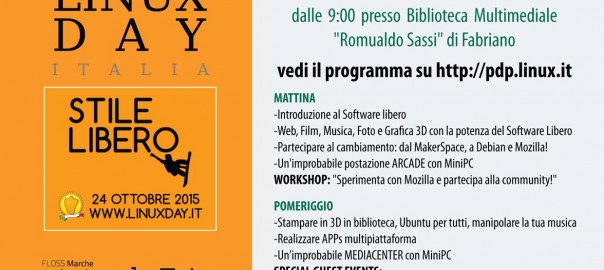 LINUX
DAY
ITALIA
STILE
LIBERO
24 OTTOBRE 2015
WWW.LINUXDAY.IT
FLOSS Marche
dalle 9:00 presso Biblioteca Multimediale
"Romualdo Sassi" di Fabriano
vedi il programma su http://pdp.linux.it
MATTINA
-Introduzione al Software libero
-Web, Film, Musica, Foto e Grafica 3D con la potenza del Software Libero
-Partecipare al cambiamento: dal MakerSpace, a Debian e Mozilla!
-Un'improbabile postazione ARCADE con MiniPC
WORKSHOP: "Sperimenta con Mozilla e partecipa alla community!"
POMERIGGIO
-Stampare in 3D in biblioteca, Ubuntu per tutti, manipolare la tua musica
-Realizzare APPs multipiattaforma
-Un'improbabile MEDIACENTER con MiniPC
SPECIAL GUEST EVENTS: